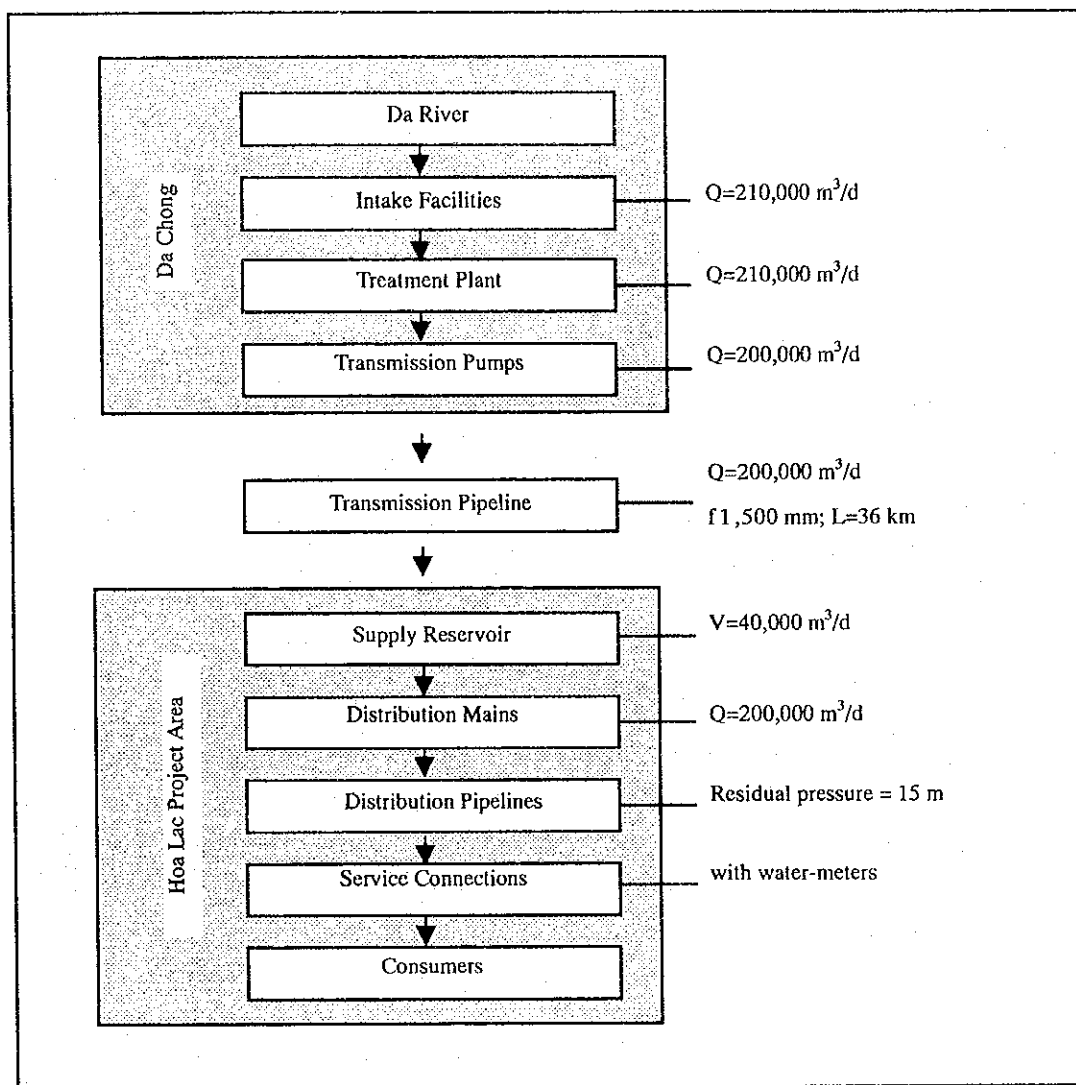 Da Chong
Da River
Intake Facilities
Q=210,000 m³/d
Treatment Plant
Q=210,000 m³/d
Transmission Pumps
Q=200,000 m³/d
Transmission Pipeline
Q=200,000 m³/d
f1,500 mm; L=36 km
Hoa Lac Project Area
Supply Reservoir
V=40,000 m³/d
Distribution Mains
Q=200,000 m³/d
Distribution Pipelines
Residual pressure = 15 m
Service Connections
with water-meters
Consumers